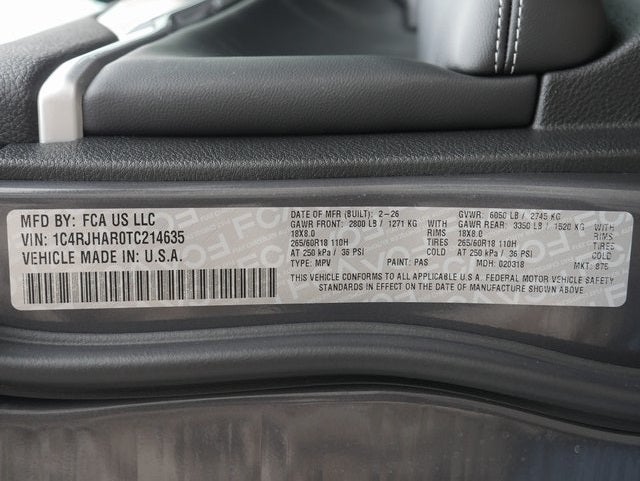 MFD BY: FCA US LLC
VIN: 1C4RJHAR0TC214635
VEHICLE MADE IN: U.S.A.
DATE OF MFR (BUILT): 2-26 GVWR: 6050 LB / 2745 KG
GAWR FRONT: 2800 LB / 1271 KG WITH GAWR REAR: 3350 LB / 1520 KG WITH
18X8.0 RIMS 18X8.0 RIMS
265/60R18 110H TIRES 265/60R18 110H TIRES
AT 250 kPa / 36 PSI COLD AT 250 kPa / 36 PSI COLD
TYPE: MPV PAINT: PAS MDH: 020318 MKT: 876
THIS VEHICLE CONFORMS TO ALL APPLICABLE U.S.A. FEDERAL MOTOR VEHICLE SAFETY
STANDARDS IN EFFECT ON THE DATE OF MANUFACTURE SHOWN ABOVE.